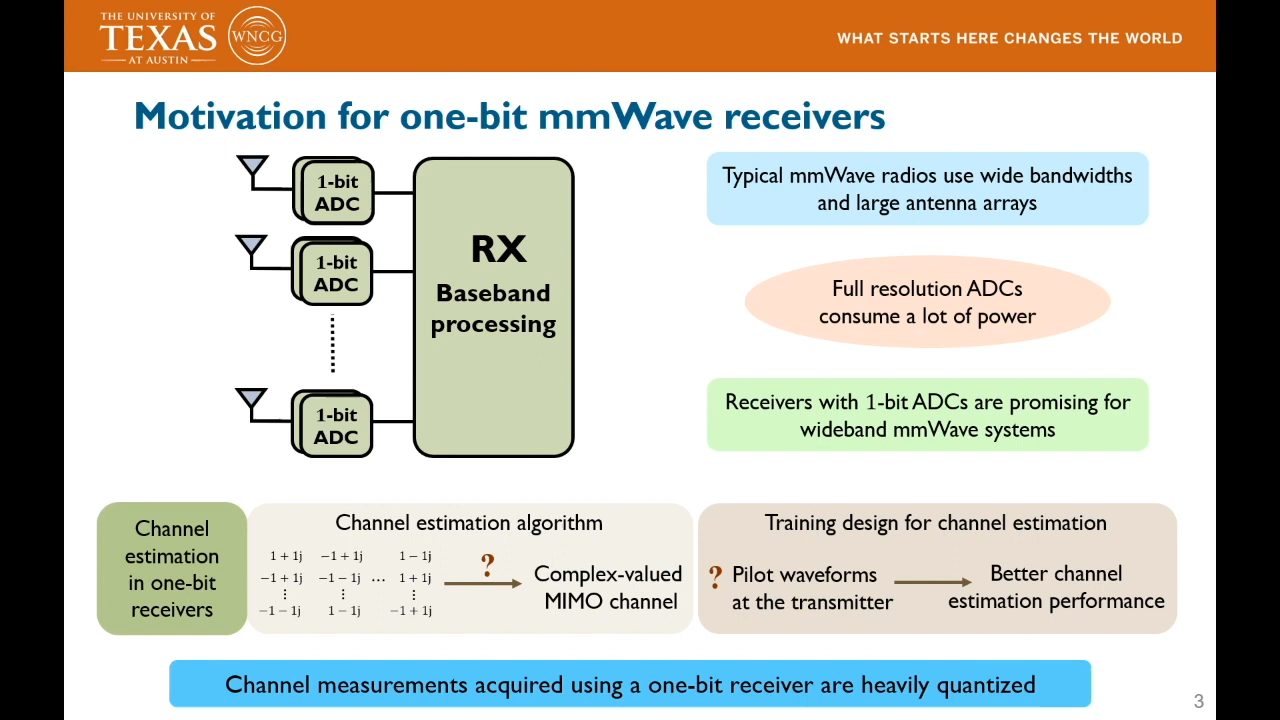 THE UNIVERSITY OF
TEXAS
AT AUSTIN
WNCG
WHAT STARTS HERE CHANGES THE WORLD
Motivation for one-bit mmWave receivers
1-bit
ADC
1-bit
ADC
1-bit
ADC
RX
Baseband
processing
Typical mmWave radios use wide bandwidths
and large antenna arrays
Full resolution ADCs
consume a lot of power
Receivers with 1-bit ADCs are promising for
wideband mmWave systems
Channel
estimation
in one-bit
receivers
Channel estimation algorithm
1 + 1j −1 + 1j 1 − 1j
−1 + 1j −1 − 1j ⋯ 1 + 1j
⋮ ⋮ ⋮
−1 − 1j 1 − 1j −1 + 1j
?
Complex-valued
MIMO channel
Training design for channel estimation
? Pilot waveforms
at the transmitter
Better channel
estimation performance
Channel measurements acquired using a one-bit receiver are heavily quantized
3